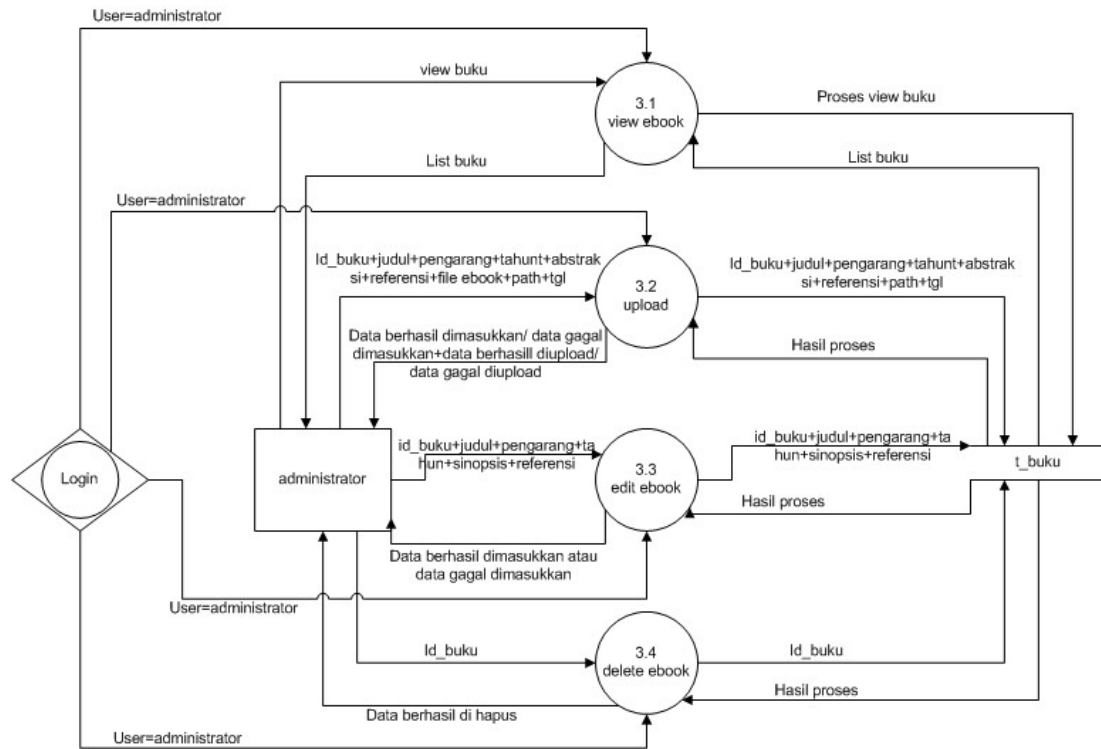 User=administrator
view buku
3.1
view ebook
Proses view buku
List buku
List buku
User=administrator
Id_buku+judul+pengarang+tahunt+abstrak
si+referensi+file ebook+path+tgl
3.2
upload
Id_buku+judul+pengarang+tahunt+abstrak
si+referensi+path+tgl
Data berhasil dimasukkan/ data gagal
dimasukkan+data berhasill diupload/
data gagal diupload
Hasil proses
Login
administrator
id_buku+judul+pengarang+ta
hun+sinopsis+referensi
3.3
edit ebook
id_buku+judul+pengarang+ta
hun+sinopsis+referensi
t_buku
Hasil proses
Data berhasil dimasukkan atau
data gagal dimasukkan
User=administrator
Id_buku
3.4
delete ebook
Id_buku
Hasil proses
Data berhasil di hapus
User=administrator